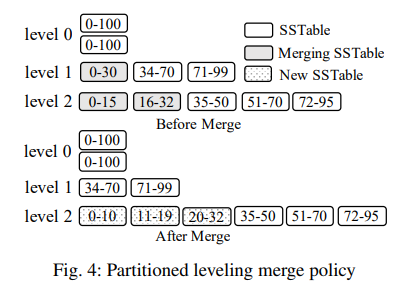 level 0 0-100
0-100
SSTable
level 1 0-30 34-70 71-99
Merging SSTable
New SSTable
level 2 0-15 16-32 35-50 51-70 72-95
Before Merge
level 0 0-100
0-100
level 1 34-70 71-99
level 2 0-10 11-19 20-32 35-50 51-70 72-95
After Merge
Fig. 4: Partitioned leveling merge policy